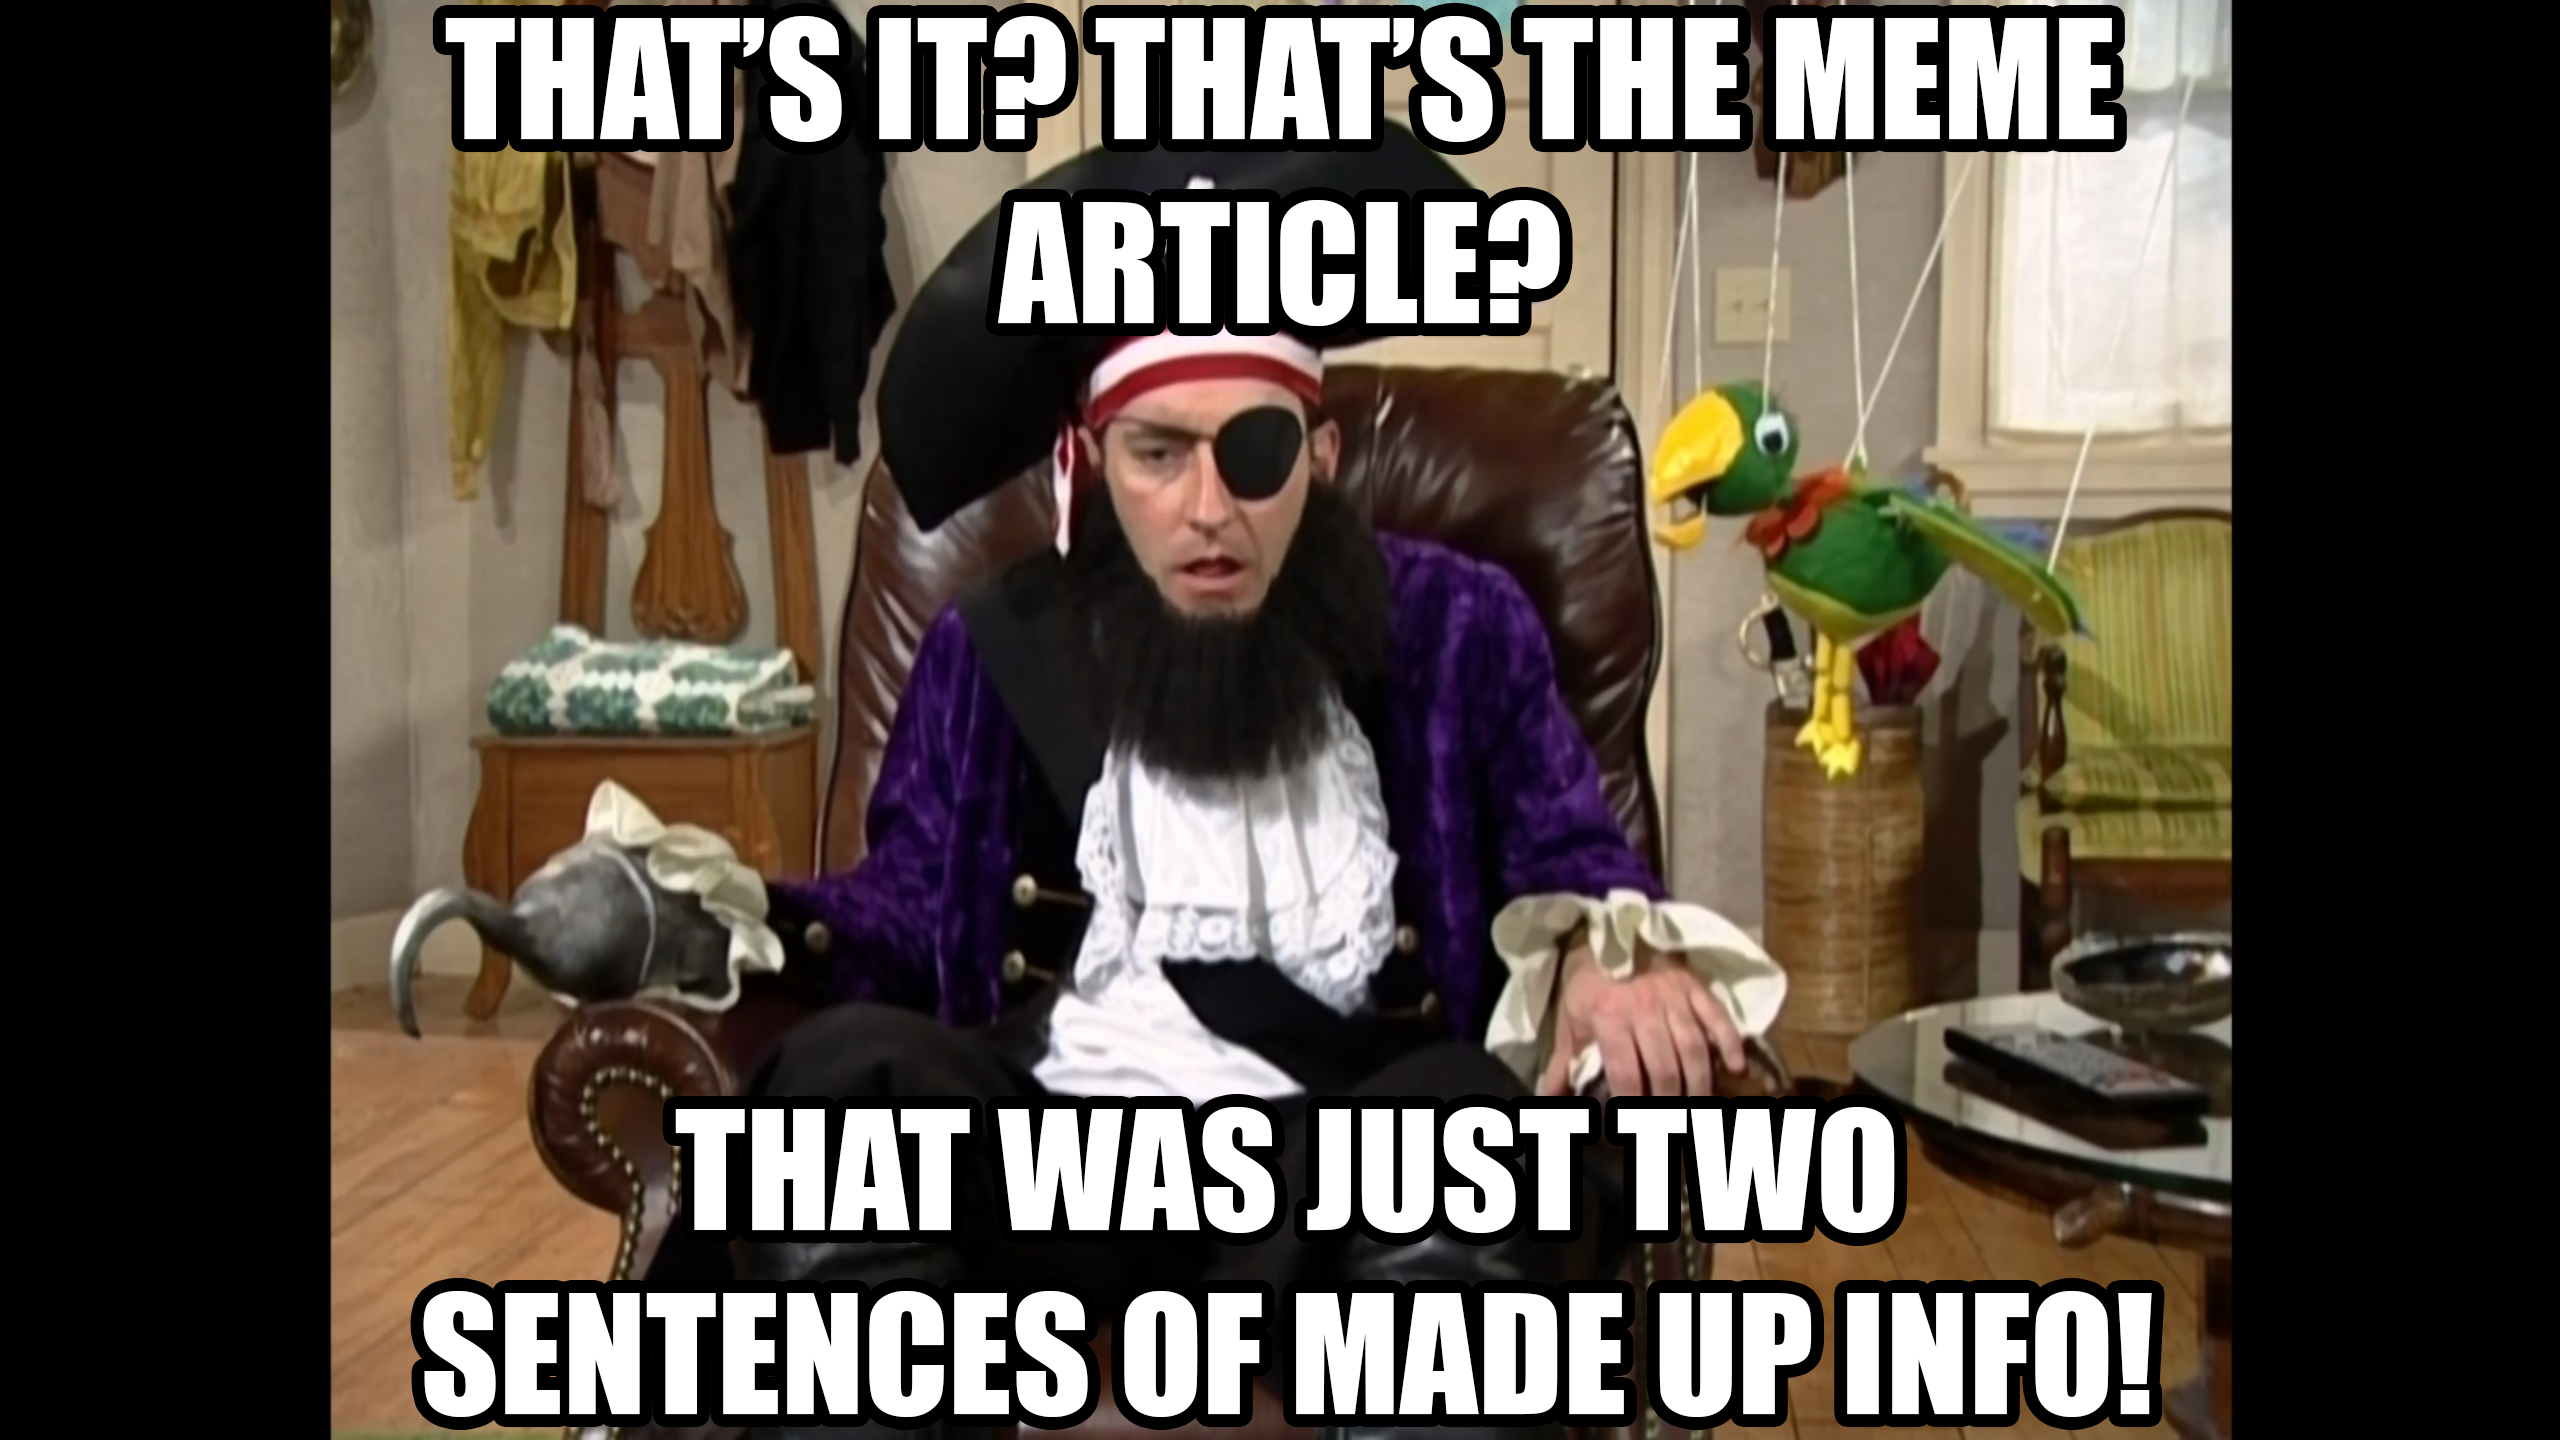 THAT'S IT? THAT'S THE MEME
ARTICLE?
THAT WAS JUST TWO
SENTENCES OF MADE UP INFO!